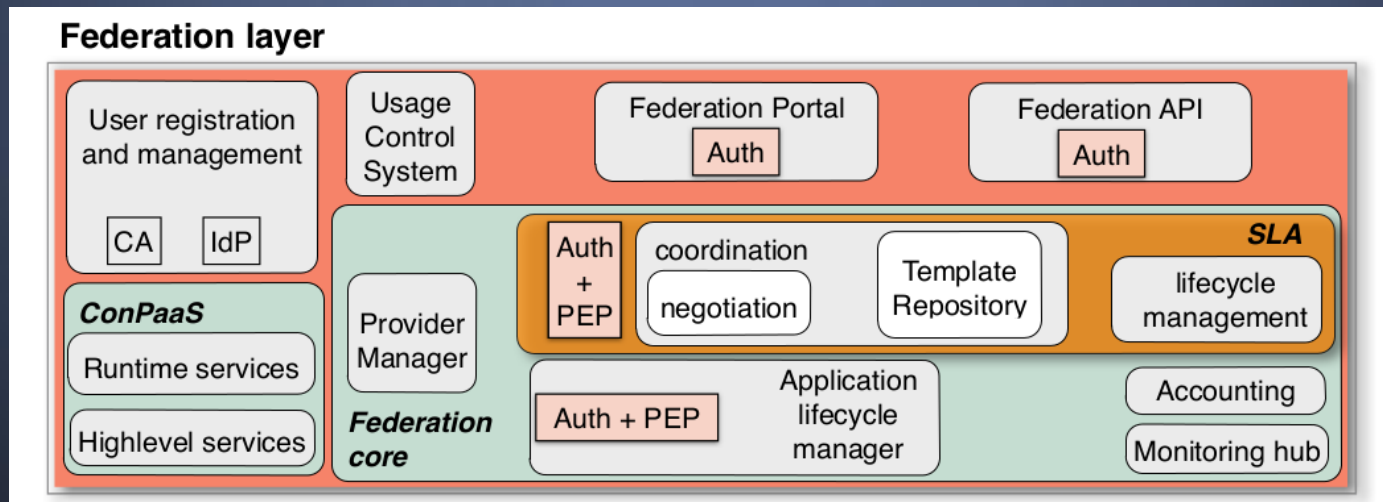 Federation layer
User registration
and management
CA
IdP
Usage
Control
System
Federation Portal
Auth
Federation API
Auth
ConPaaS
Runtime services
Highlevel services
Provider
Manager
Federation
core
SLA
Auth
+
PEP
coordination
negotiation
Template
Repository
lifecycle
management
Auth + PEP
Application
lifecycle
manager
Accounting
Monitoring hub